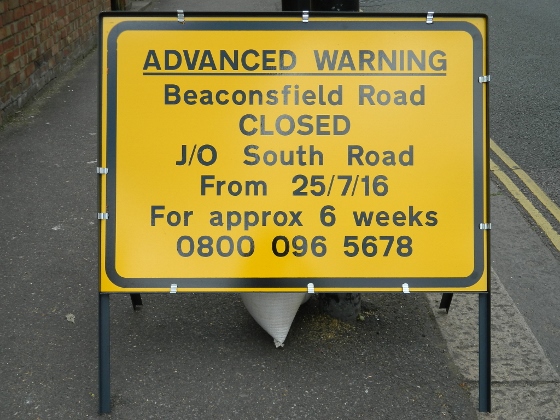 ADVANCED WARNING
Beaconsfield Road
CLOSED
J/O South Road
From 25/7/16
For approx 6 weeks
0800 096 5678